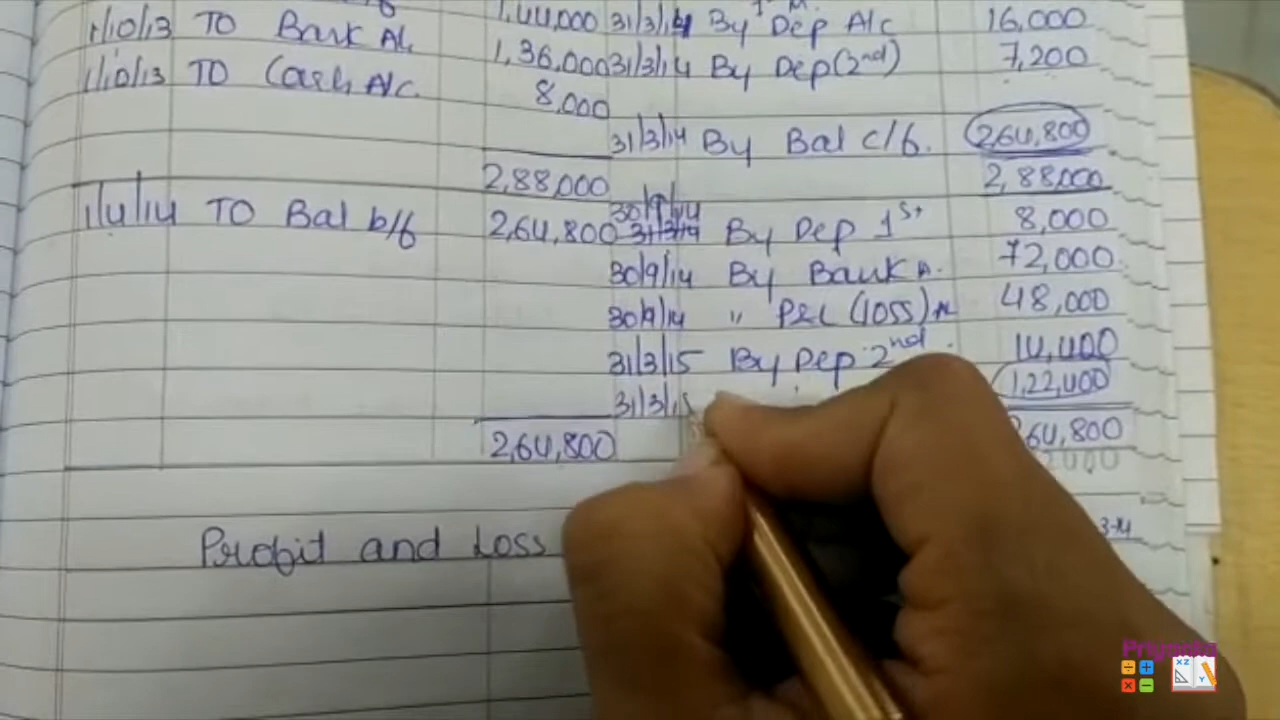 1,44,000 31/3/14 By Dep A/c 16,000
1/10/13 TO Bank A/c 1,36,000 31/3/14 By Dep (2nd) 7,200
1/10/13 TO Cash A/c. 8,000
31/3/14 By Bal c/f. 264,800
2,88,000 2,88,000
30/9/14
1/4/14 TO Bal b/f 2,64,800 By Dep 1st 8,000
30/9/14 By Bank A. 72,000
30/9/14 " P&L (loss) A/c 48,000
31/3/15 By Dep 2nd. 14,400
31/3/15 1,22,400
2,64,800 64,800
Profit and Loss
3-14
Priyanka